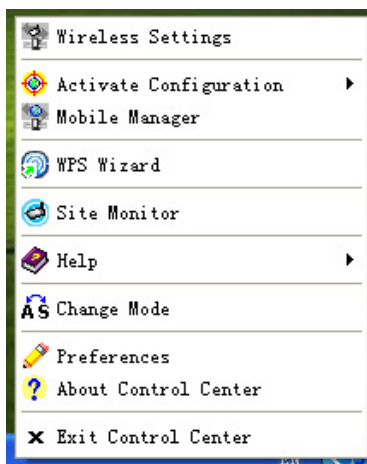 Wireless Settings
Activate Configuration
Mobile Manager
WPS Wizard
Site Monitor
Help
Change Mode
Preferences
About Control Center
Exit Control Center